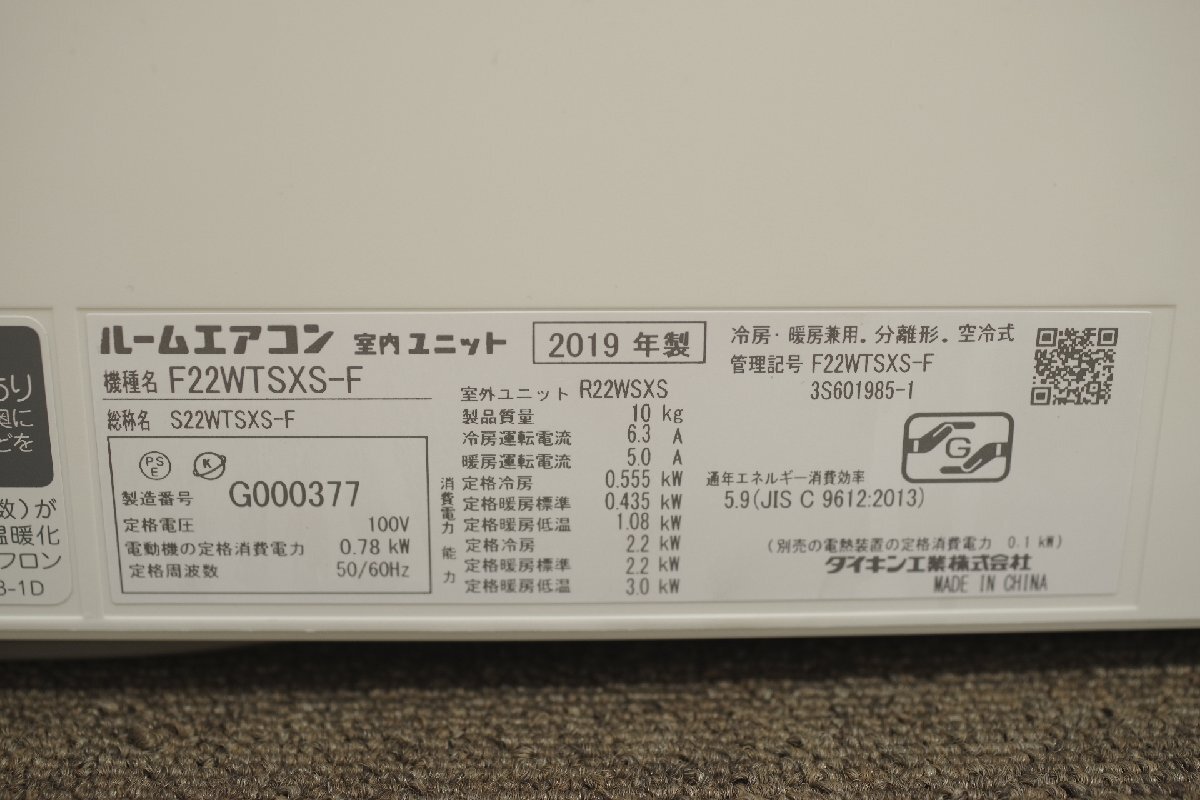 ルームエアコン 室内ユニット
2019 年製
機種名 F22WTSXS-F
総称名 S22WTSXS-F
PS
E
K
製造番号 G000377
定格電圧 100V
電動機の定格消費電力 0.78 kW
定格周波数 50/60Hz
室外ユニット R22WSXS
製品質量 10 kg
冷房運転電流 6.3 A
暖房運転電流 5.0 A
消費電力
定格冷房 0.555 kW
定格暖房標準 0.435 kW
定格暖房低温 1.08 kW
能力
定格冷房 2.2 kW
定格暖房標準 2.2 kW
定格暖房低温 3.0 kW
冷房・暖房兼用。分離形。空冷式
管理記号 F22WTSXS-F
3S601985-1
G
通年エネルギー消費効率
5.9(JIS C 9612:2013)
(別売の電熱装置の定格消費電力 0.1 kW)
ダイキン工業株式会社
MADE IN CHINA
り
奥に
どを
数)が
温暖化
フロン
-1D